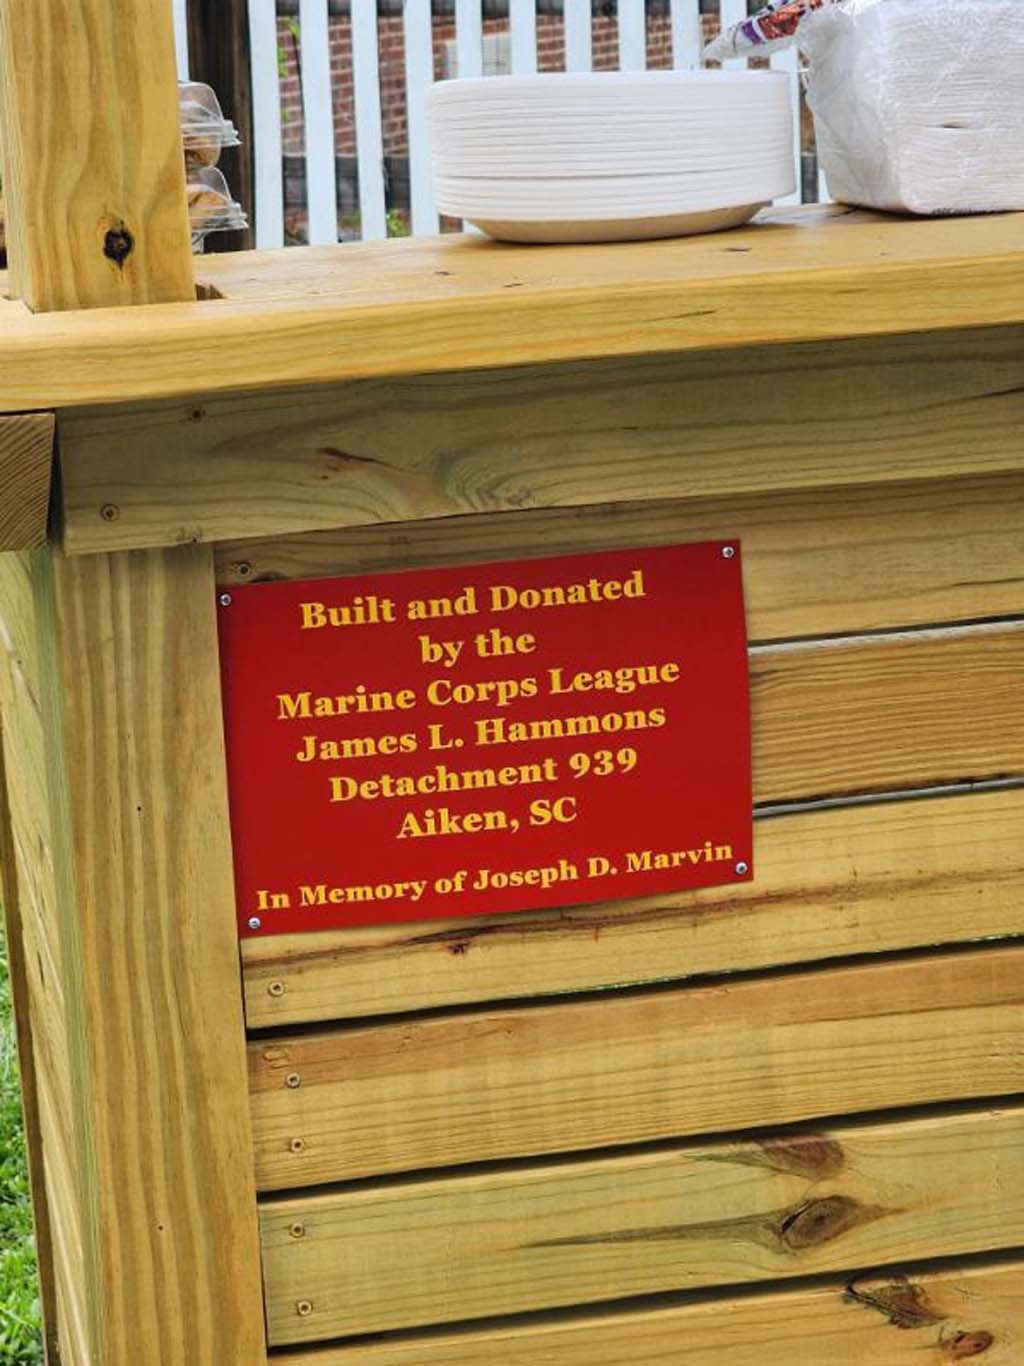 Built and Donated
by the
Marine Corps League
James L. Hammons
Detachment 939
Aiken, SC
In Memory of Joseph D. Marvin